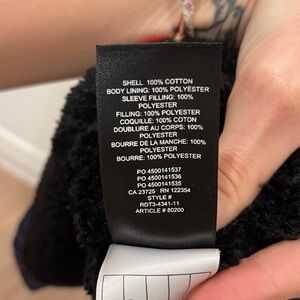 SHELL 100% COTTON
BODY LINING: 100% POLYESTER
SLEEVE FILLING: 100%
POLYESTER
FILLING: 100% POLYESTER
COQUILLE: 100% COTON
DOUBLURE AU CORPS: 100%
POLYESTER
BOURRE DE LA MANCHE: 100%
POLYESTER
BOURRE: 100% POLYESTER
PO 4500141537
PO 4500141536
PO 4500141535
CA 23725 RN 122354
STYLE #
RDT3-4341-11
ARTICLE # 80200